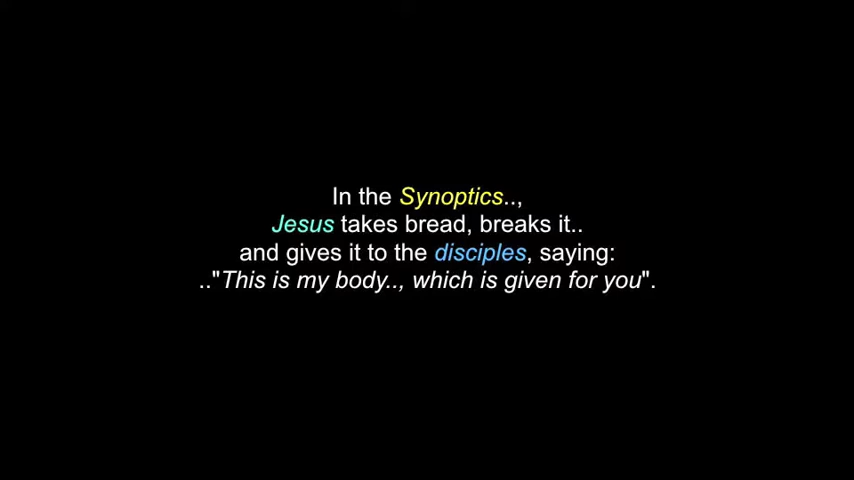 In the Synoptics..,
Jesus takes bread, breaks it..
and gives it to the disciples, saying:
.."This is my body.., which is given for you".